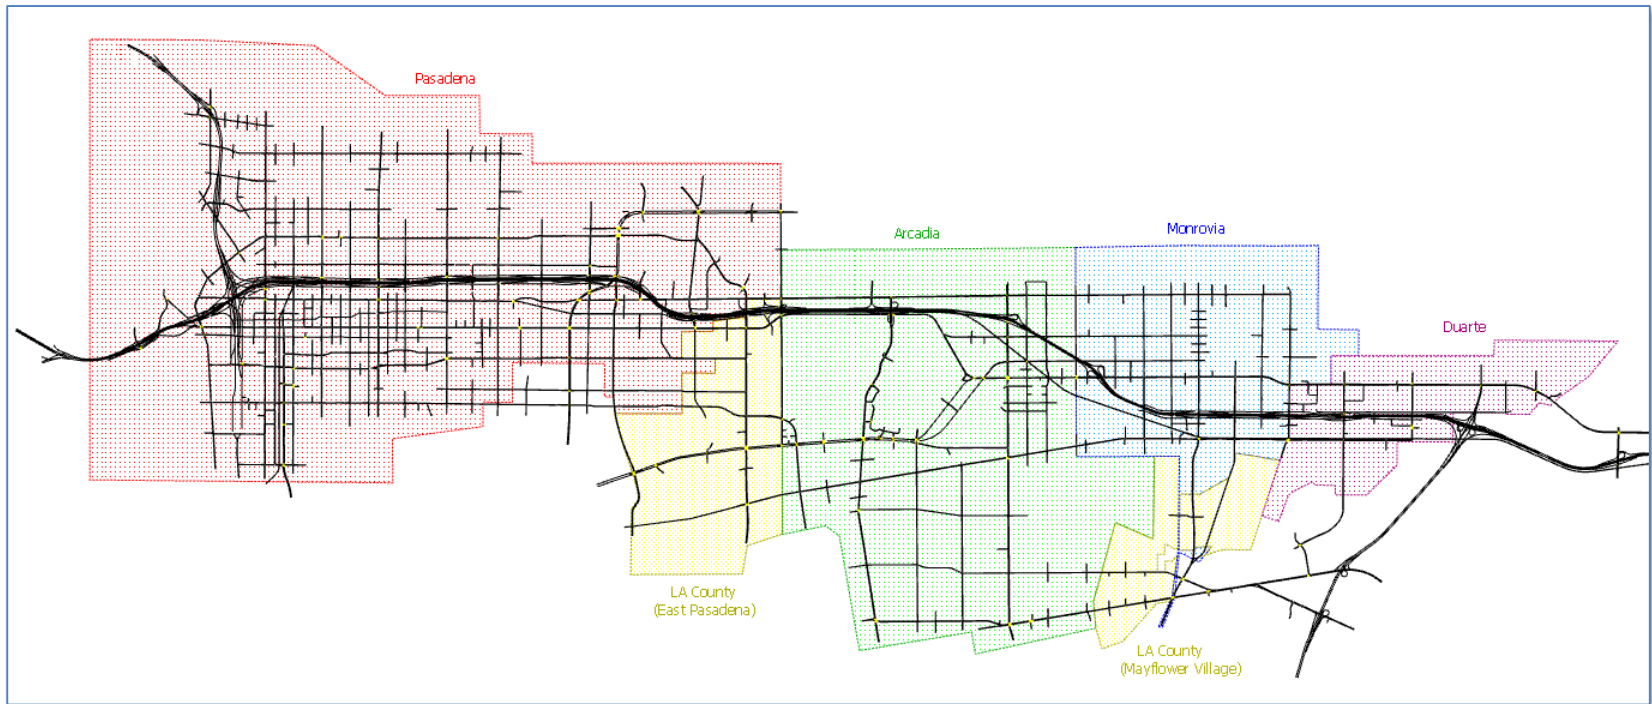 Pasadena
Arcadia
Monrovia
Duarte
LA County
(East Pasadena)
LA County
(Mayflower Village)